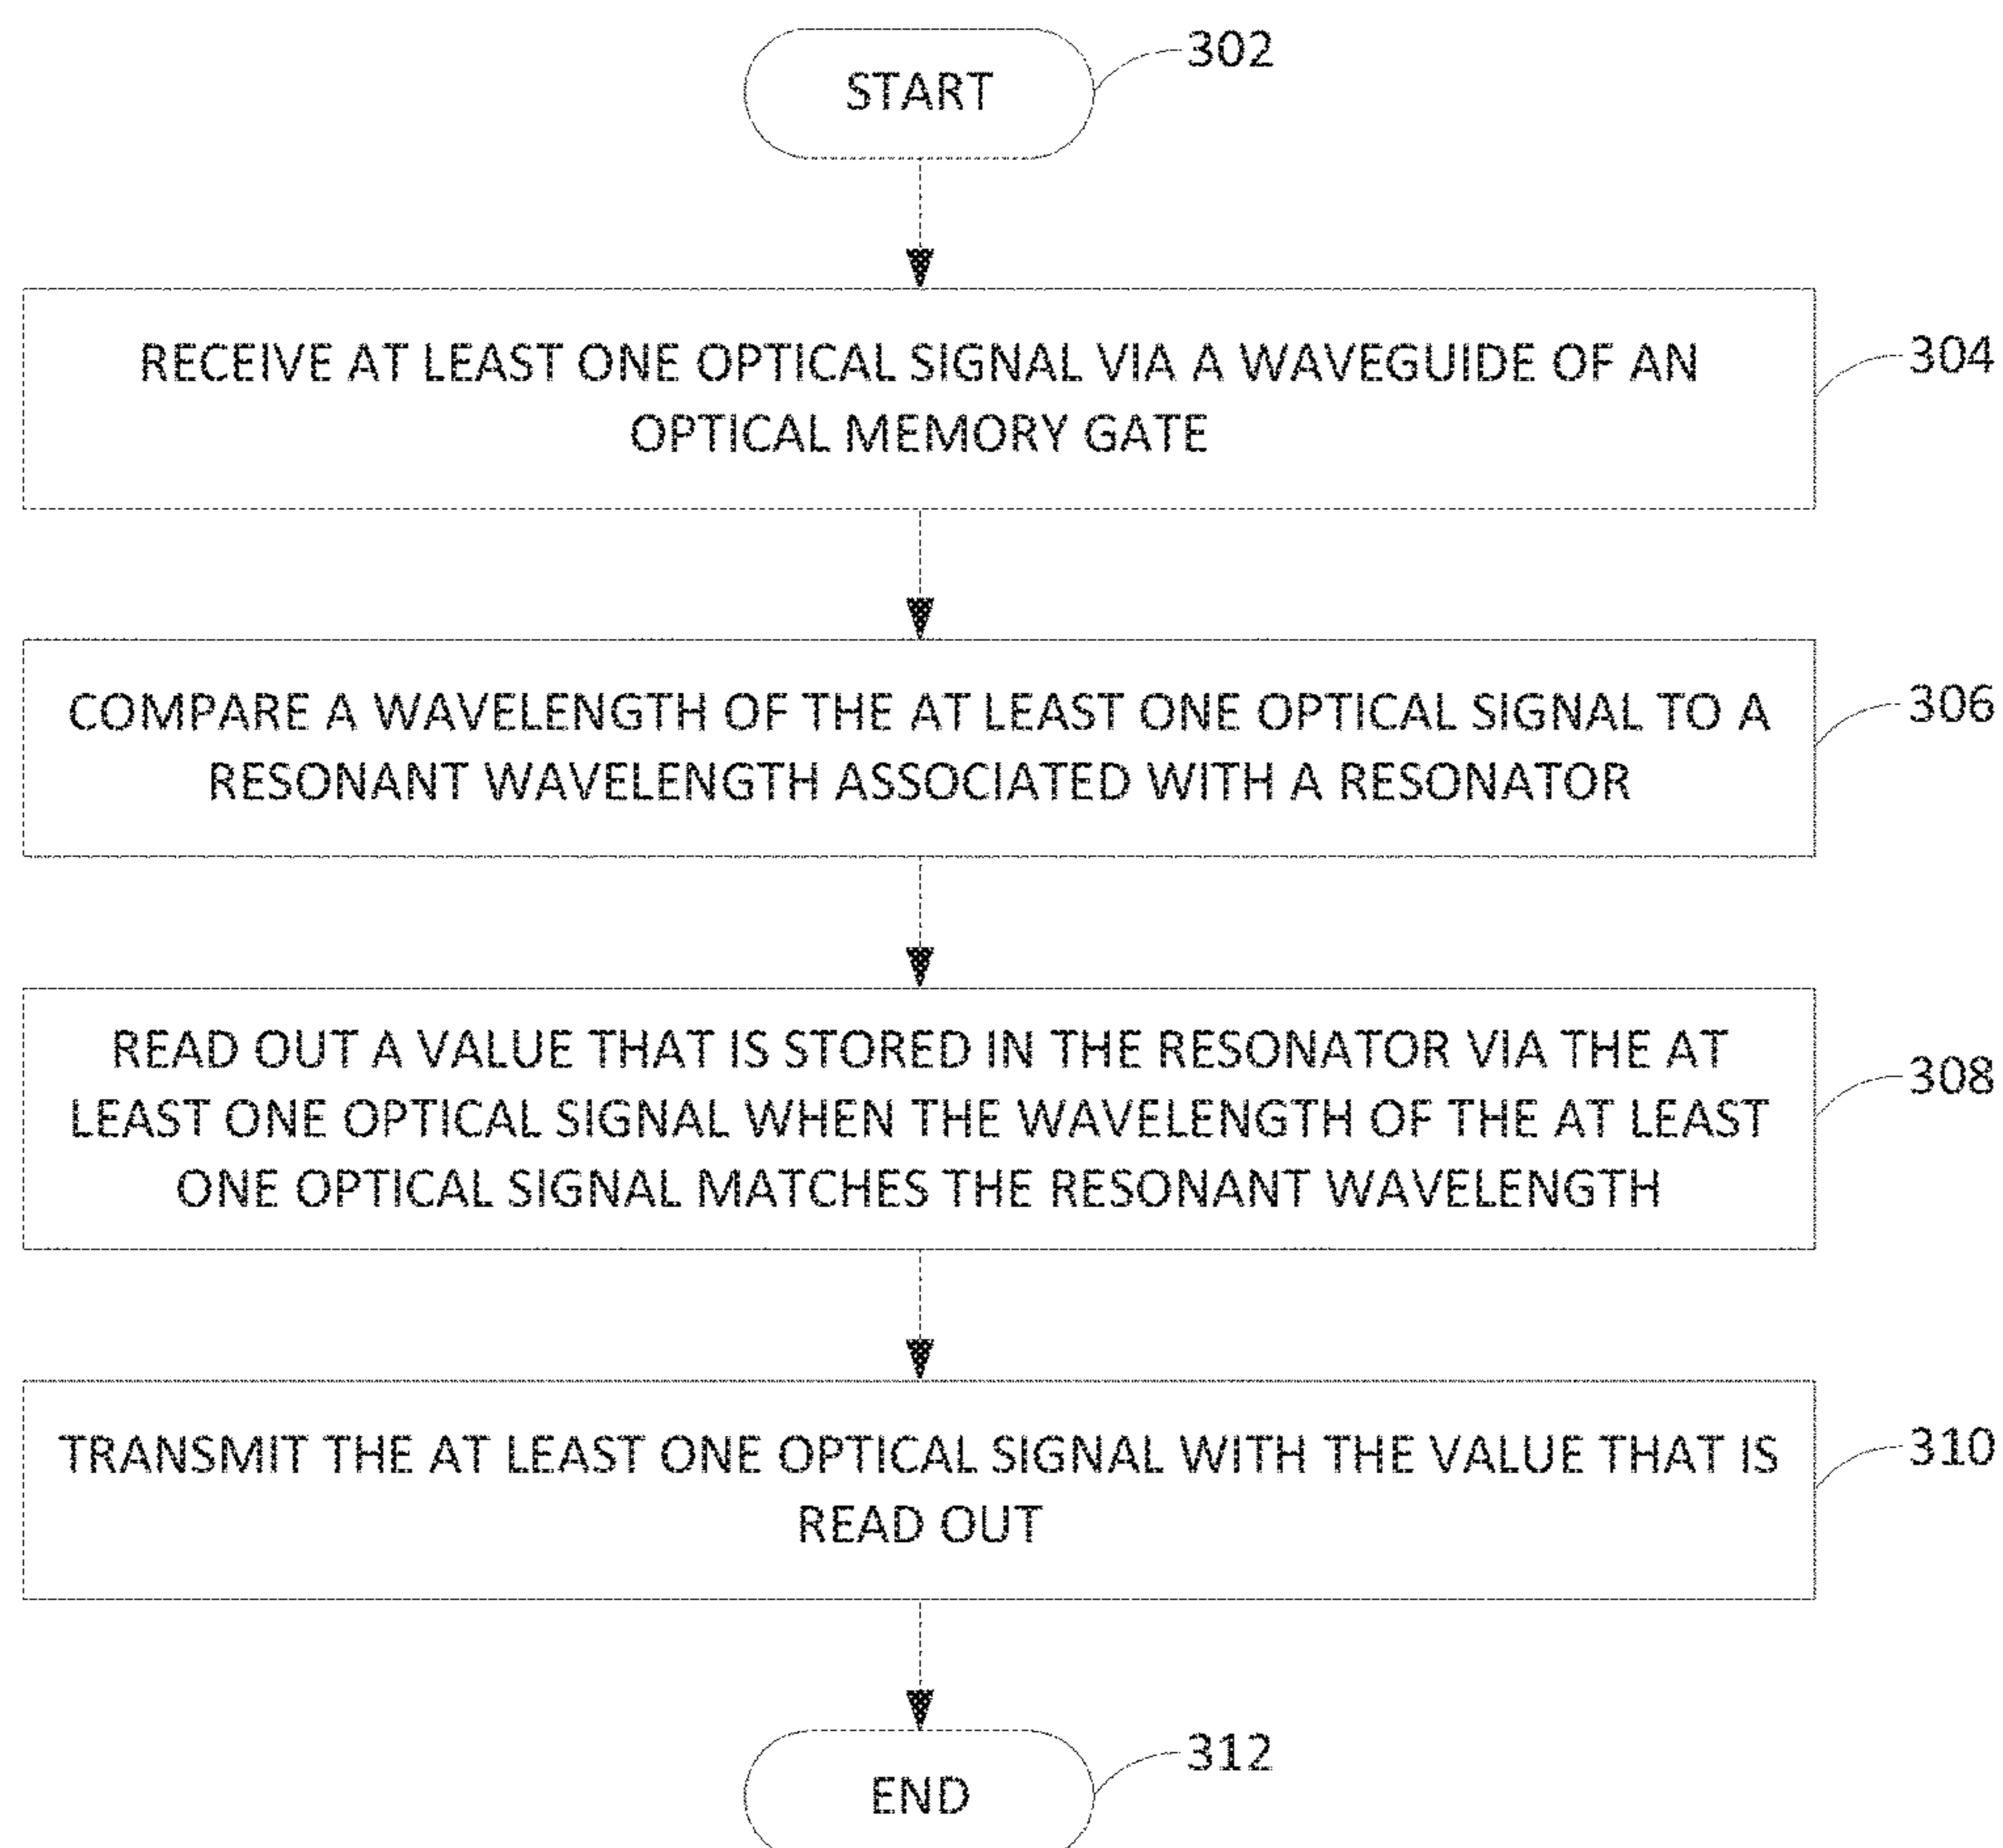 START
302
RECEIVE AT LEAST ONE OPTICAL SIGNAL VIA A WAVEGUIDE OF AN
OPTICAL MEMORY GATE
304
COMPARE A WAVELENGTH OF THE AT LEAST ONE OPTICAL SIGNAL TO A
RESONANT WAVELENGTH ASSOCIATED WITH A RESONATOR
306
READ OUT A VALUE THAT IS STORED IN THE RESONATOR VIA THE AT
LEAST ONE OPTICAL SIGNAL WHEN THE WAVELENGTH OF THE AT LEAST
ONE OPTICAL SIGNAL MATCHES THE RESONANT WAVELENGTH
308
TRANSMIT THE AT LEAST ONE OPTICAL SIGNAL WITH THE VALUE THAT IS
READ OUT
310
END
312